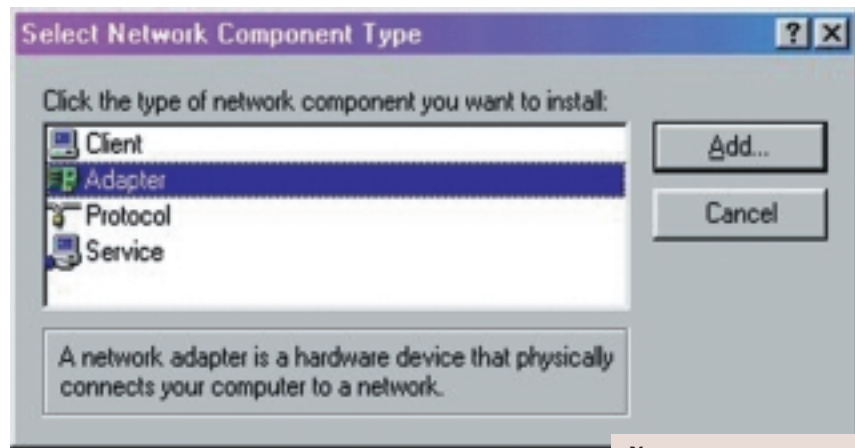 Select Network Component Type
Click the type of network component you want to install:
Client
Adapter
Protocol
Service
Add...
Cancel
A network adapter is a hardware device that physically
connects your computer to a network.